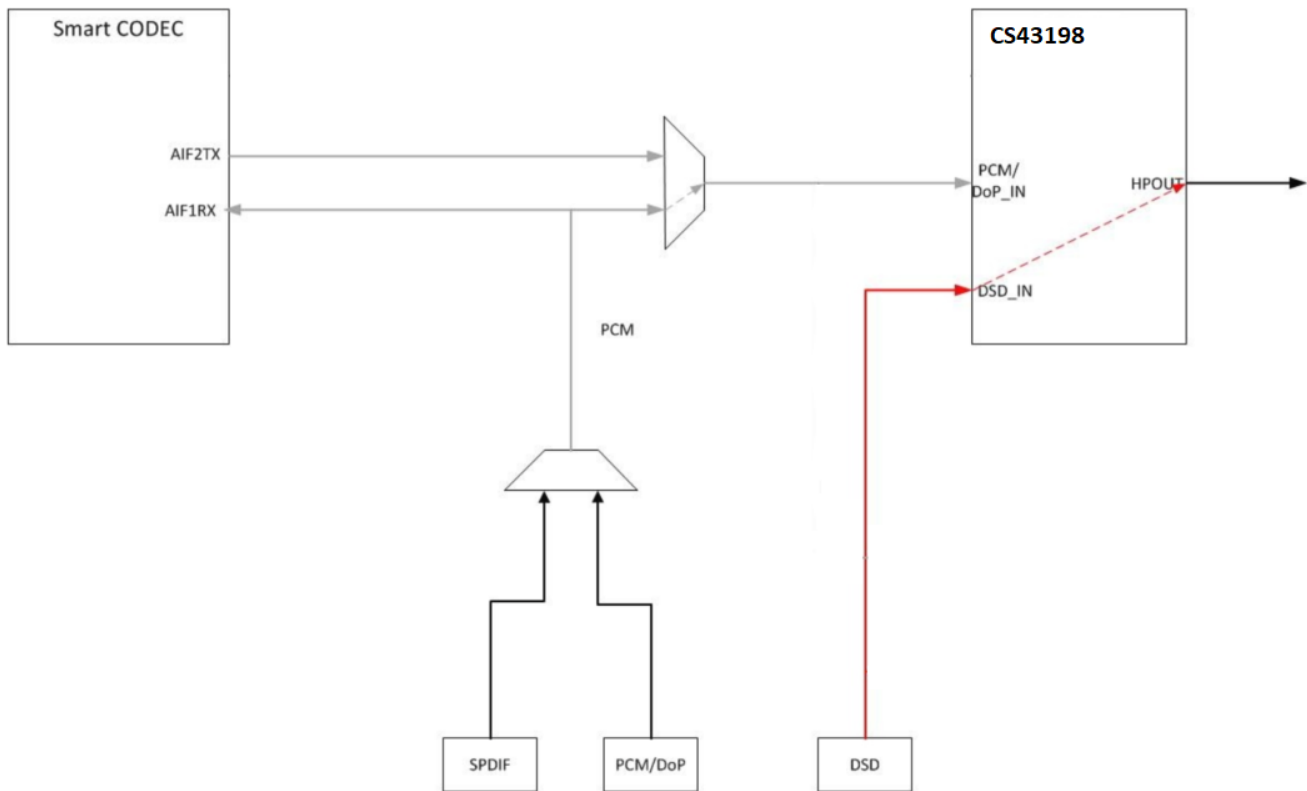 Smart CODEC
CS43198
AIF2TX
AIF1RX
PCM/
DoP_IN
HPOUT
DSD_IN
PCM
SPDIF
PCM/DoP
DSD